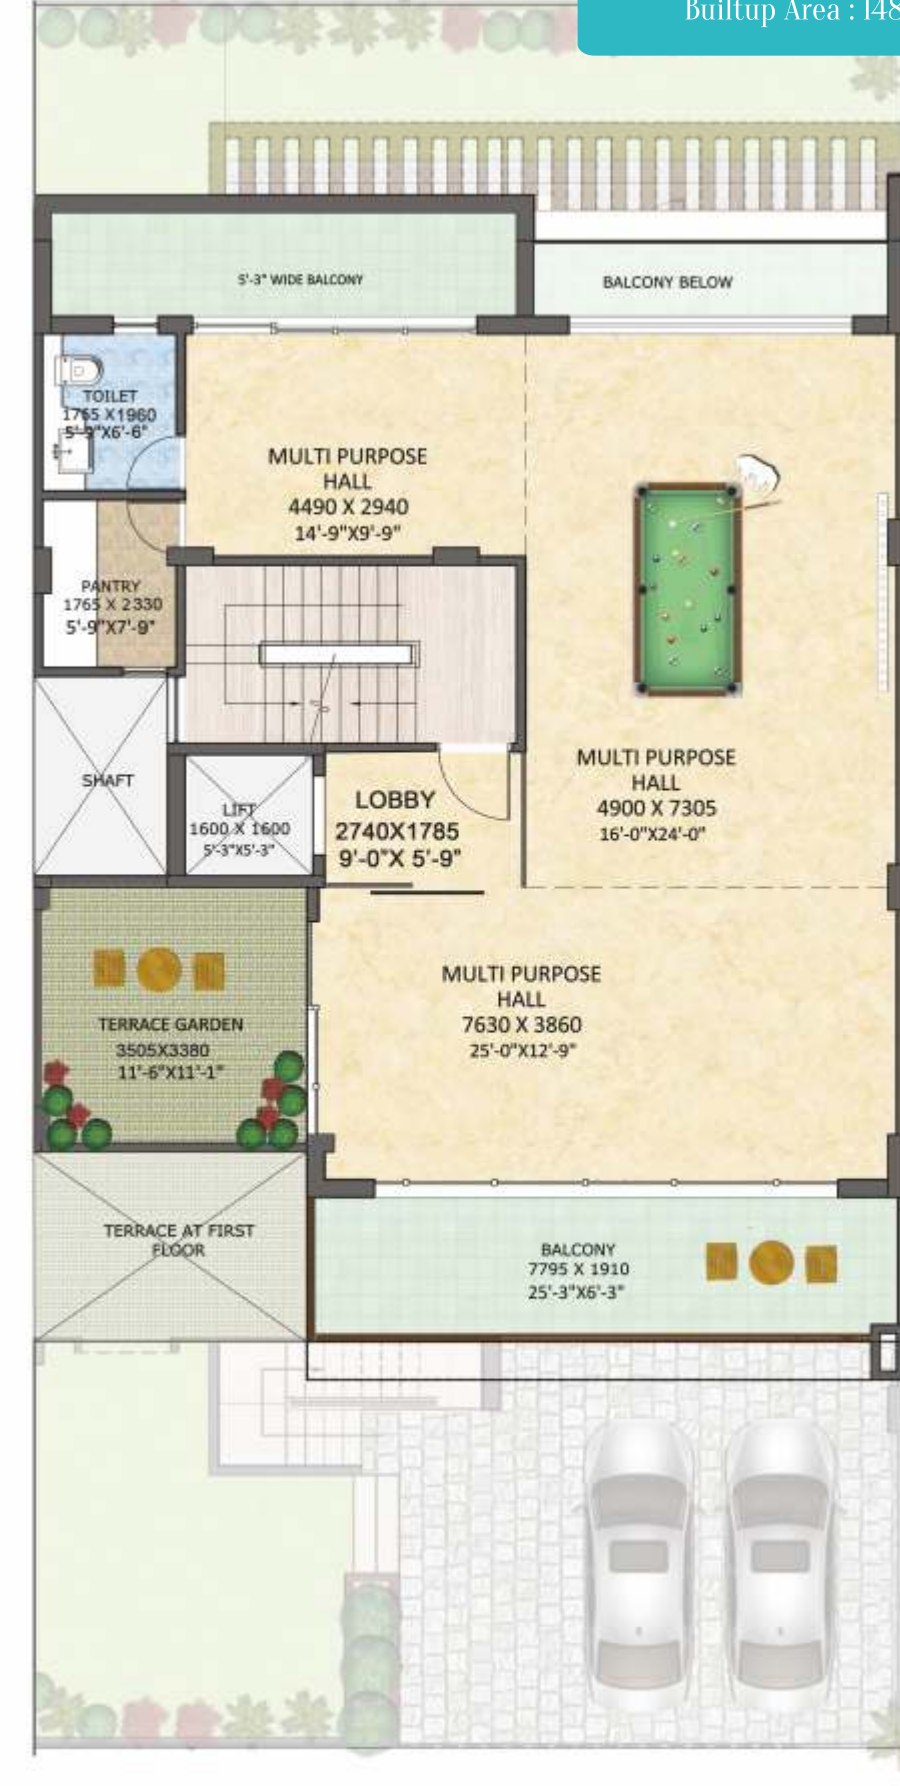 Builtup Area : 148
5'-3" WIDE BALCONY
BALCONY BELOW
TOILET
1765 X1960
5'-9"X6'-6"
MULTI PURPOSE
HALL
4490 X 2940
14'-9"X9'-9"
PANTRY
1765 X 2330
5'-9"X7'-9"
SHAFT
LIFT
1600 X 1600
5'-3"X5'-3"
LOBBY
2740X1785
9'-0"X 5'-9"
MULTI PURPOSE
HALL
4900 X 7305
16'-0"X24'-0"
MULTI PURPOSE
HALL
7630 X 3860
25'-0"X12'-9"
TERRACE GARDEN
3505X3380
11'-6"X11'-1"
TERRACE AT FIRST
FLOOR
BALCONY
7795 X 1910
25'-3"X6'-3"